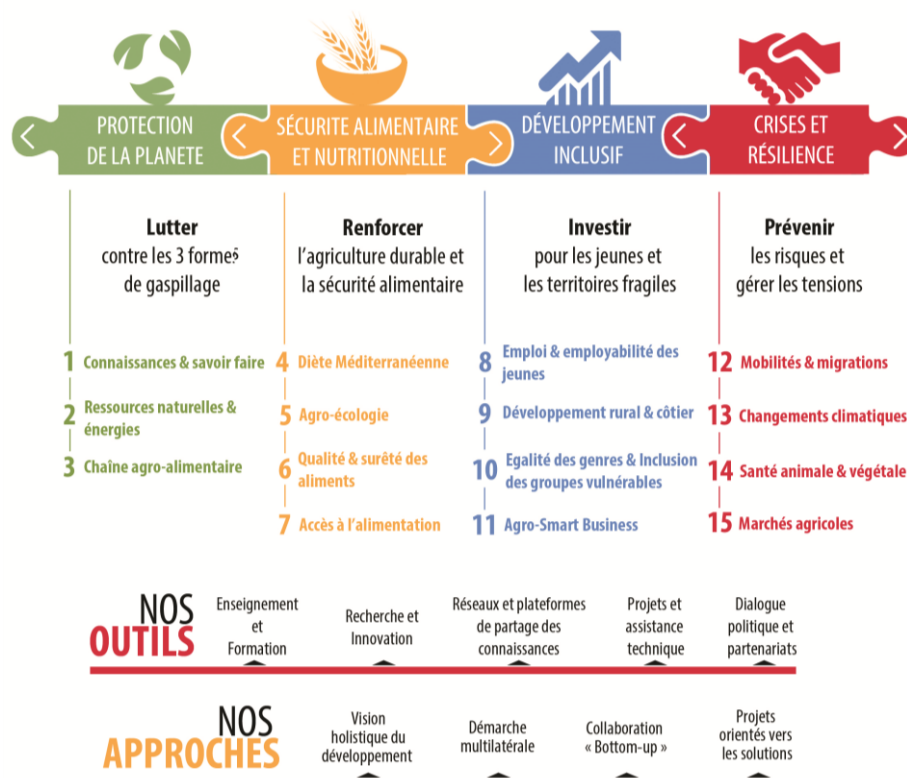 PROTECTION
DE LA PLANETE
SÉCURITE ALIMENTAIRE
ET NUTRITIONNELLE
DÉVELOPPEMENT
INCLUSIF
CRISES ET
RÉSILIENCE
Lutter
contre les 3 formes
de gaspillage
Renforcer
l'agriculture durable et
la sécurité alimentaire
Investir
pour les jeunes et
les territoires fragiles
Prévenir
les risques et
gérer les tensions
1 Connaissances & savoir faire
2 Ressources naturelles &
énergies
3 Chaîne agro-alimentaire
4 Diète Méditerranéenne
5 Agro-écologie
6 Qualité & surêté des
aliments
7 Accès à l'alimentation
8 Emploi & employabilité des
jeunes
9 Développement rural & côtier
10 Egalité des genres & Inclusion
des groupes vulnérables
11 Agro-Smart Business
12 Mobilités & migrations
13 Changements climatiques
14 Santé animale & végétale
15 Marchés agricoles
NOS
OUTILS
Enseignement
et
Formation
Recherche et
Innovation
Réseaux et plateformes
de partage des
connaissances
Projets et
assistance
technique
Dialogue
politique et
partenariats
NOS
APPROCHES
Vision
holistique du
développement
Démarche
multilatérale
Collaboration
« Bottom-up »
Projets
orientés vers
les solutions